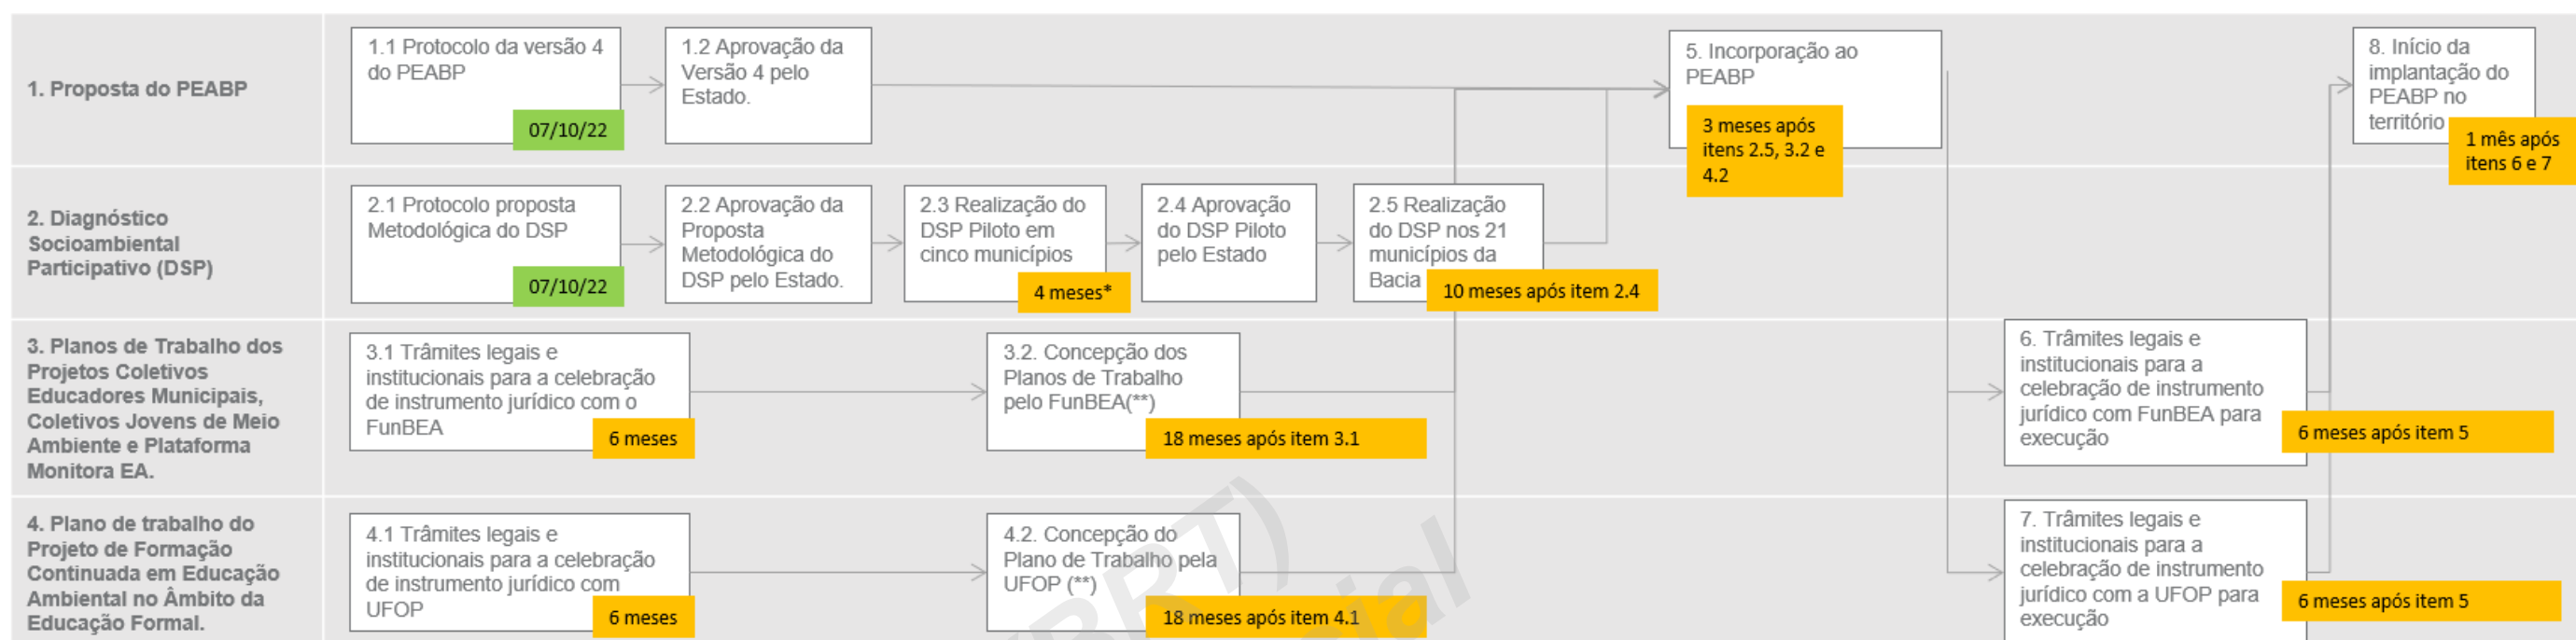 1. Proposta do PEABP
1.1 Protocolo da versão 4
do PEABP
07/10/22
1.2 Aprovação da
Versão 4 pelo
Estado.
5. Incorporação ao
PEABP
3 meses após
itens 2.5, 3.2 e
4.2
8. Início da
implantação do
PEABP no
território
1 mês após
itens 6 e 7
2. Diagnóstico
Socioambiental
Participativo (DSP)
2.1 Protocolo proposta
Metodológica do DSP
07/10/22
2.2 Aprovação da
Proposta
Metodológica do
DSP pelo Estado.
2.3 Realização do
DSP Piloto em
cinco municípios
4 meses*
2.4 Aprovação
do DSP Piloto
pelo Estado
2.5 Realização
do DSP nos 21
municípios da
Bacia
10 meses após item 2.4
3. Planos de Trabalho dos
Projetos Coletivos
Educadores Municipais,
Coletivos Jovens de Meio
Ambiente e Plataforma
Monitora EA.
3.1 Trâmites legais e
institucionais para a celebração
de instrumento jurídico com o
FunBEA
6 meses
3.2. Concepção dos
Planos de Trabalho
pelo FunBEA(**)
18 meses após item 3.1
6. Trâmites legais e
institucionais para a
celebração de instrumento
jurídico com FunBEA para
execução
6 meses após item 5
4. Plano de trabalho do
Projeto de Formação
Continuada em Educação
Ambiental no Âmbito da
Educação Formal.
4.1 Trâmites legais e
institucionais para a celebração
de instrumento jurídico com
UFOP
6 meses
4.2. Concepção do
Plano de Trabalho pela
UFOP (**)
18 meses após item 4.1
7. Trâmites legais e
institucionais para a
celebração de instrumento
jurídico com a UFOP para
execução
6 meses após item 5